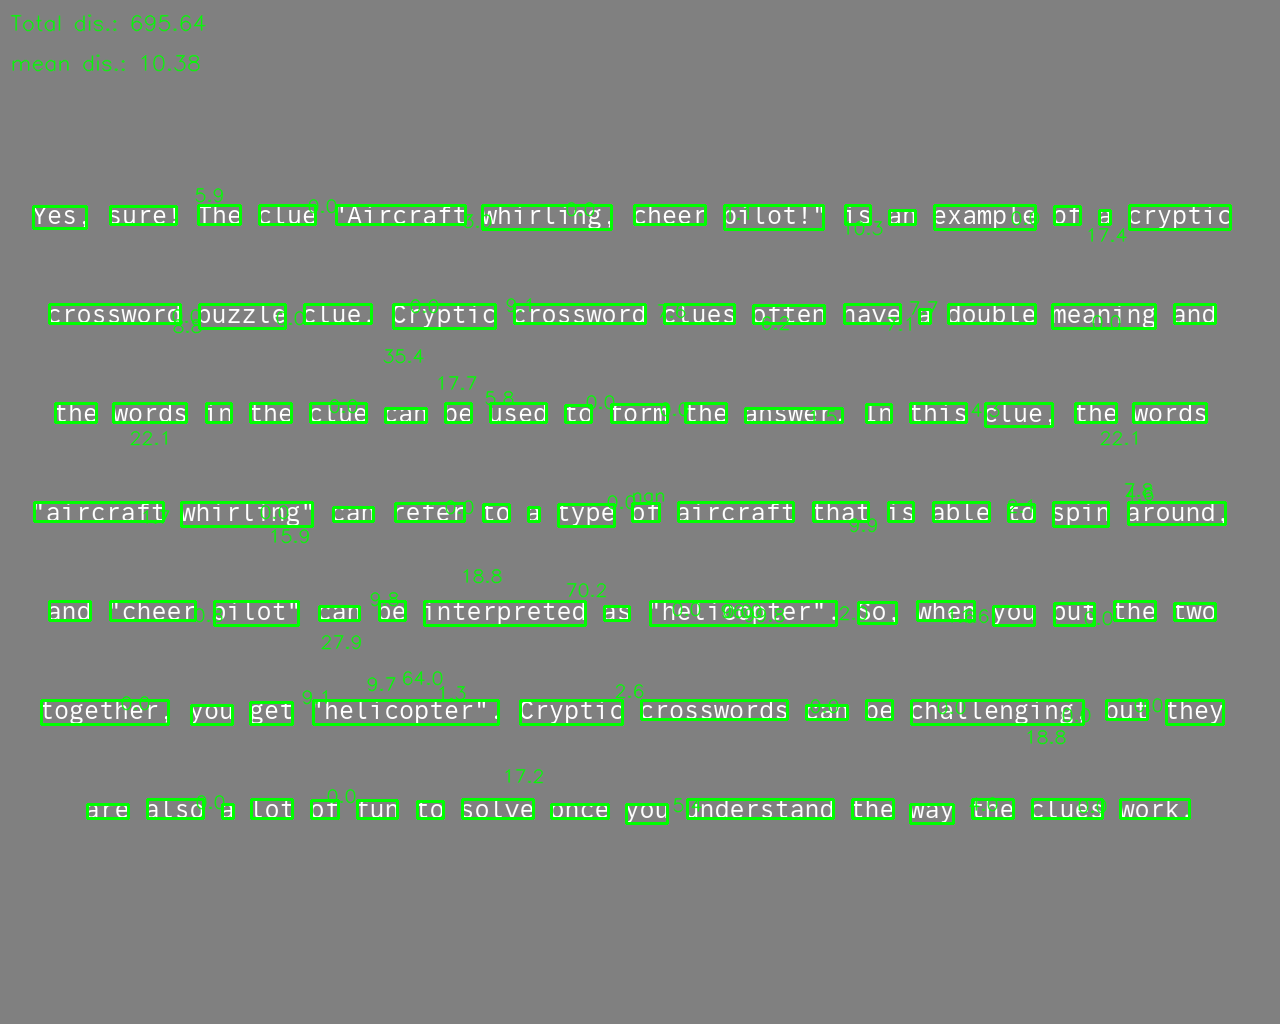 Total dis.: 695.64
mean dis.: 10.38
Yes, sure! The clue "Aircraft whirling, cheer pilot!" is an example of a cryptic
crossword puzzle clue. Cryptic crossword clues often have a double meaning and
the words in the clue can be used to form the answer. In this clue, the words
"aircraft whirling" can refer to a type of aircraft that is able to spin around,
and "cheer pilot" can be interpreted as "helicopter". So, when you put the two
together, you get "helicopter". Cryptic crosswords can be challenging, but they
are also a lot of fun to solve once you understand the way the clues work.